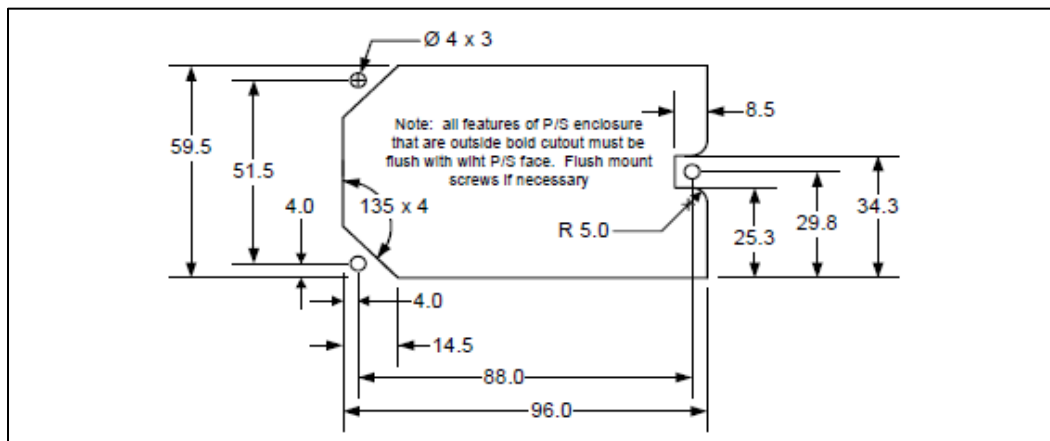 Ø 4 x 3
8.5
Note: all features of P/S enclosure
that are outside bold cutout must be
flush with wiht P/S face. Flush mount
screws if necessary
59.5
51.5
135 x 4
4.0
R 5.0
25.3
29.8
34.3
4.0
14.5
88.0
96.0